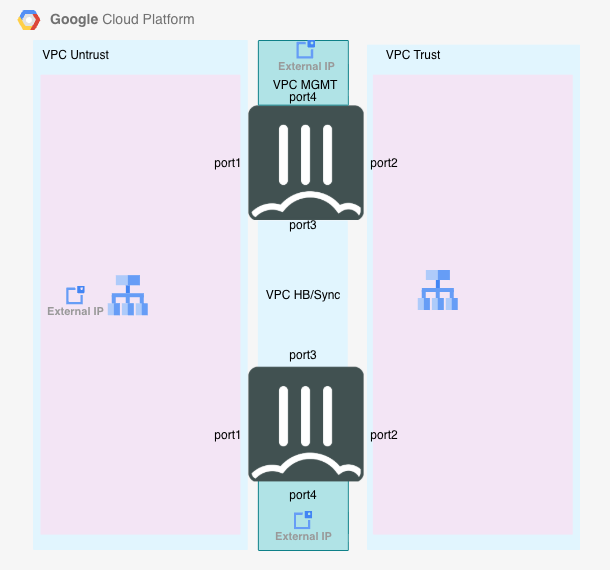 Google Cloud Platform
VPC Untrust
External IP
VPC MGMT
port4
VPC Trust
port1
port2
port3
External IP
VPC HB/Sync
port3
port1
port2
port4
External IP